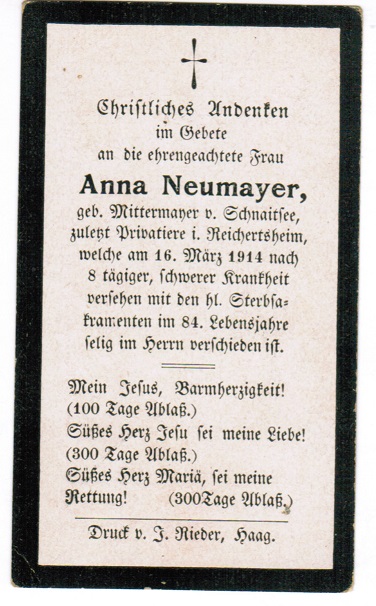 Christliches Andenken
im Gebete
an die ehrengeachtete Frau
Anna Neumayer,
geb. Mittermayer v. Schnaitsee,
zuletzt Privatiere i. Reichertsheim,
welche am 16. März 1914 nach
8 tägiger, schwerer Krankheit
versehen mit den hl. Sterbsa-
kramenten im 84. Lebensjahre
selig im Herrn verschieden ist.
Mein Jesus, Barmherzigkeit!
(100 Tage Ablaß.)
Süßes Herz Jesu sei meine Liebe!
(300 Tage Ablaß.)
Süßes Herz Mariä, sei meine
Rettung! (300Tage Ablaß.)
Druck v. J. Rieder, Haag.